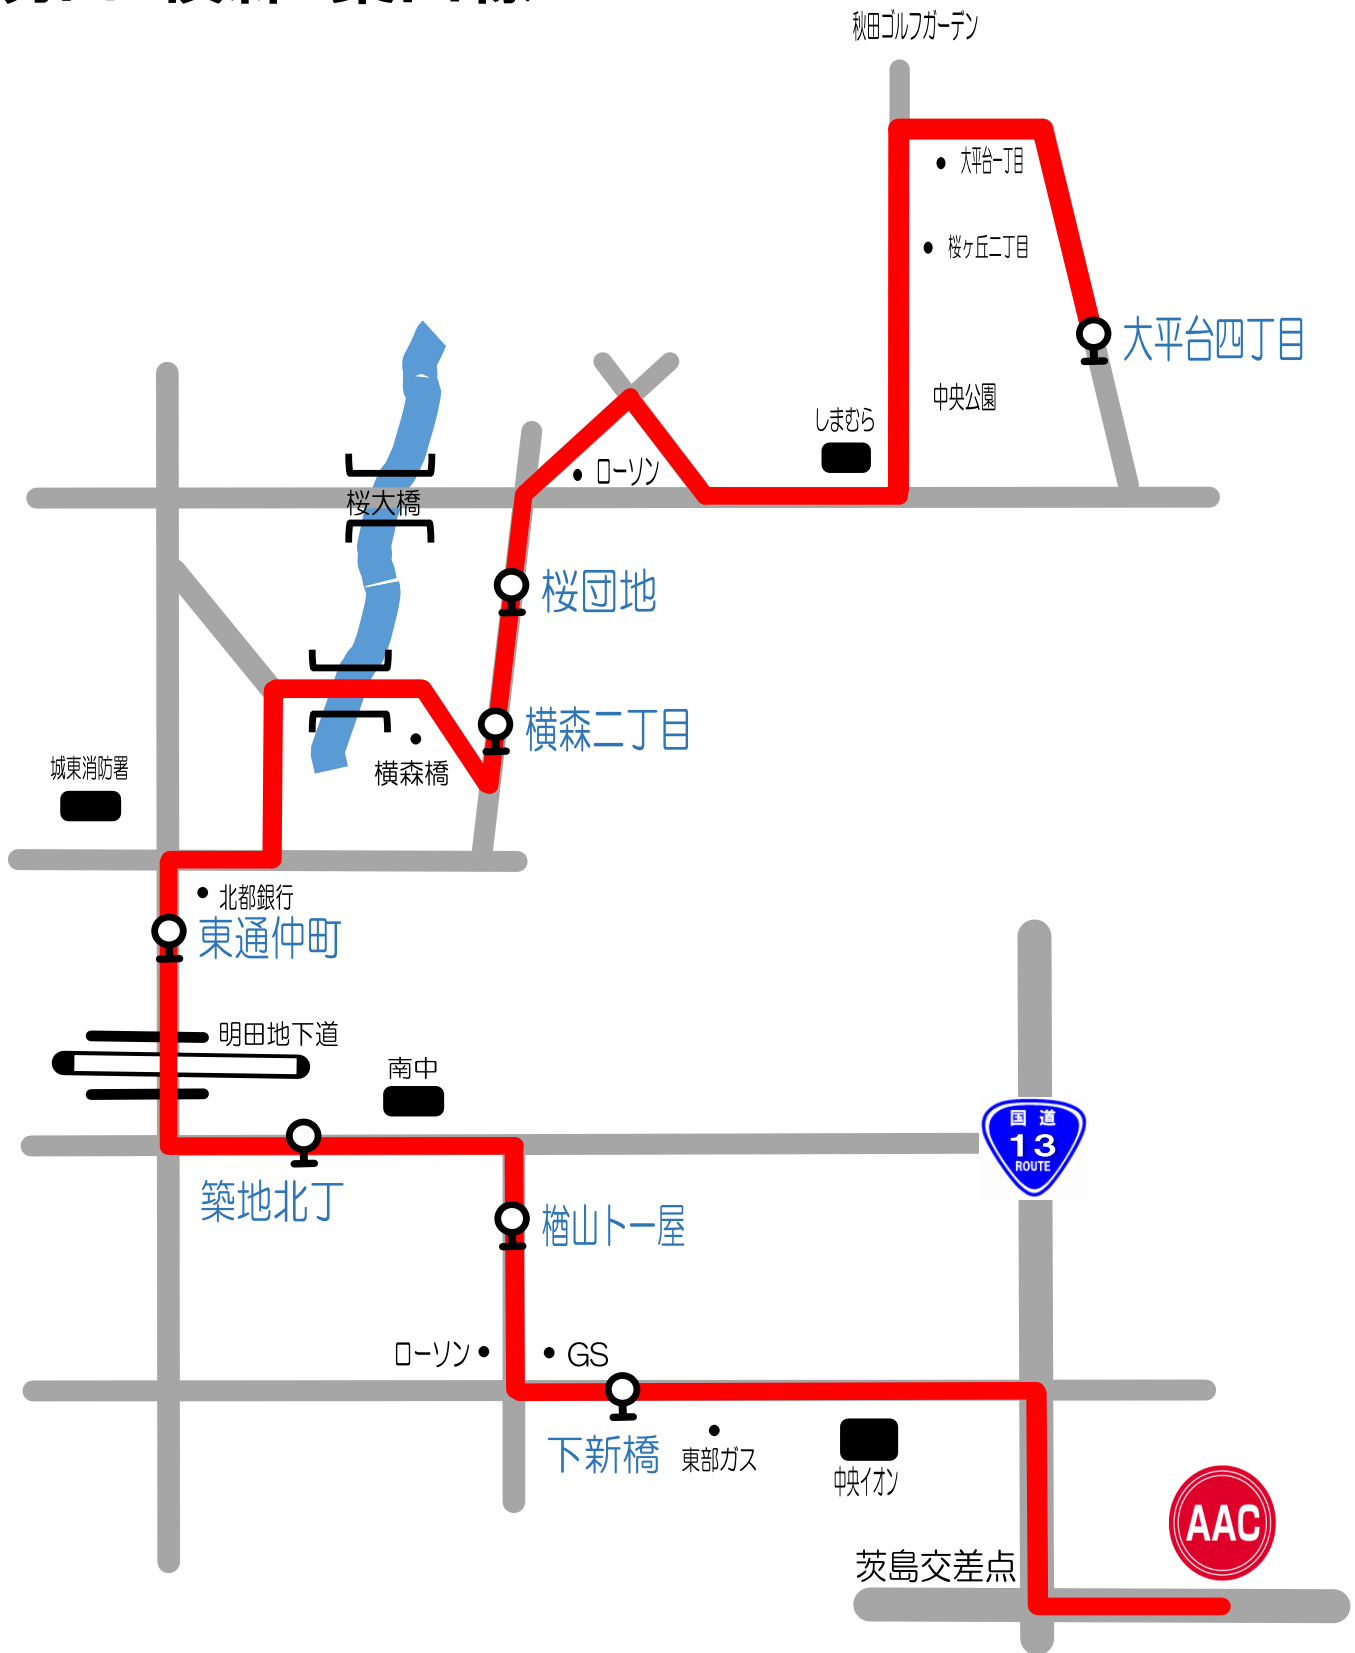 秋田ゴルフガーデン
大平台一丁目
桜ヶ丘二丁目
大平台四丁目
中央公園
しまむら
ローソン
桜大橋
桜団地
横森二丁目
城東消防署
横森橋
北都銀行
東通仲町
明田地下道
南中
国道
13
ROUTE
築地北丁
楢山トー屋
ローソン
GS
下新橋
東部ガス
中央イオン
AAC
茨島交差点